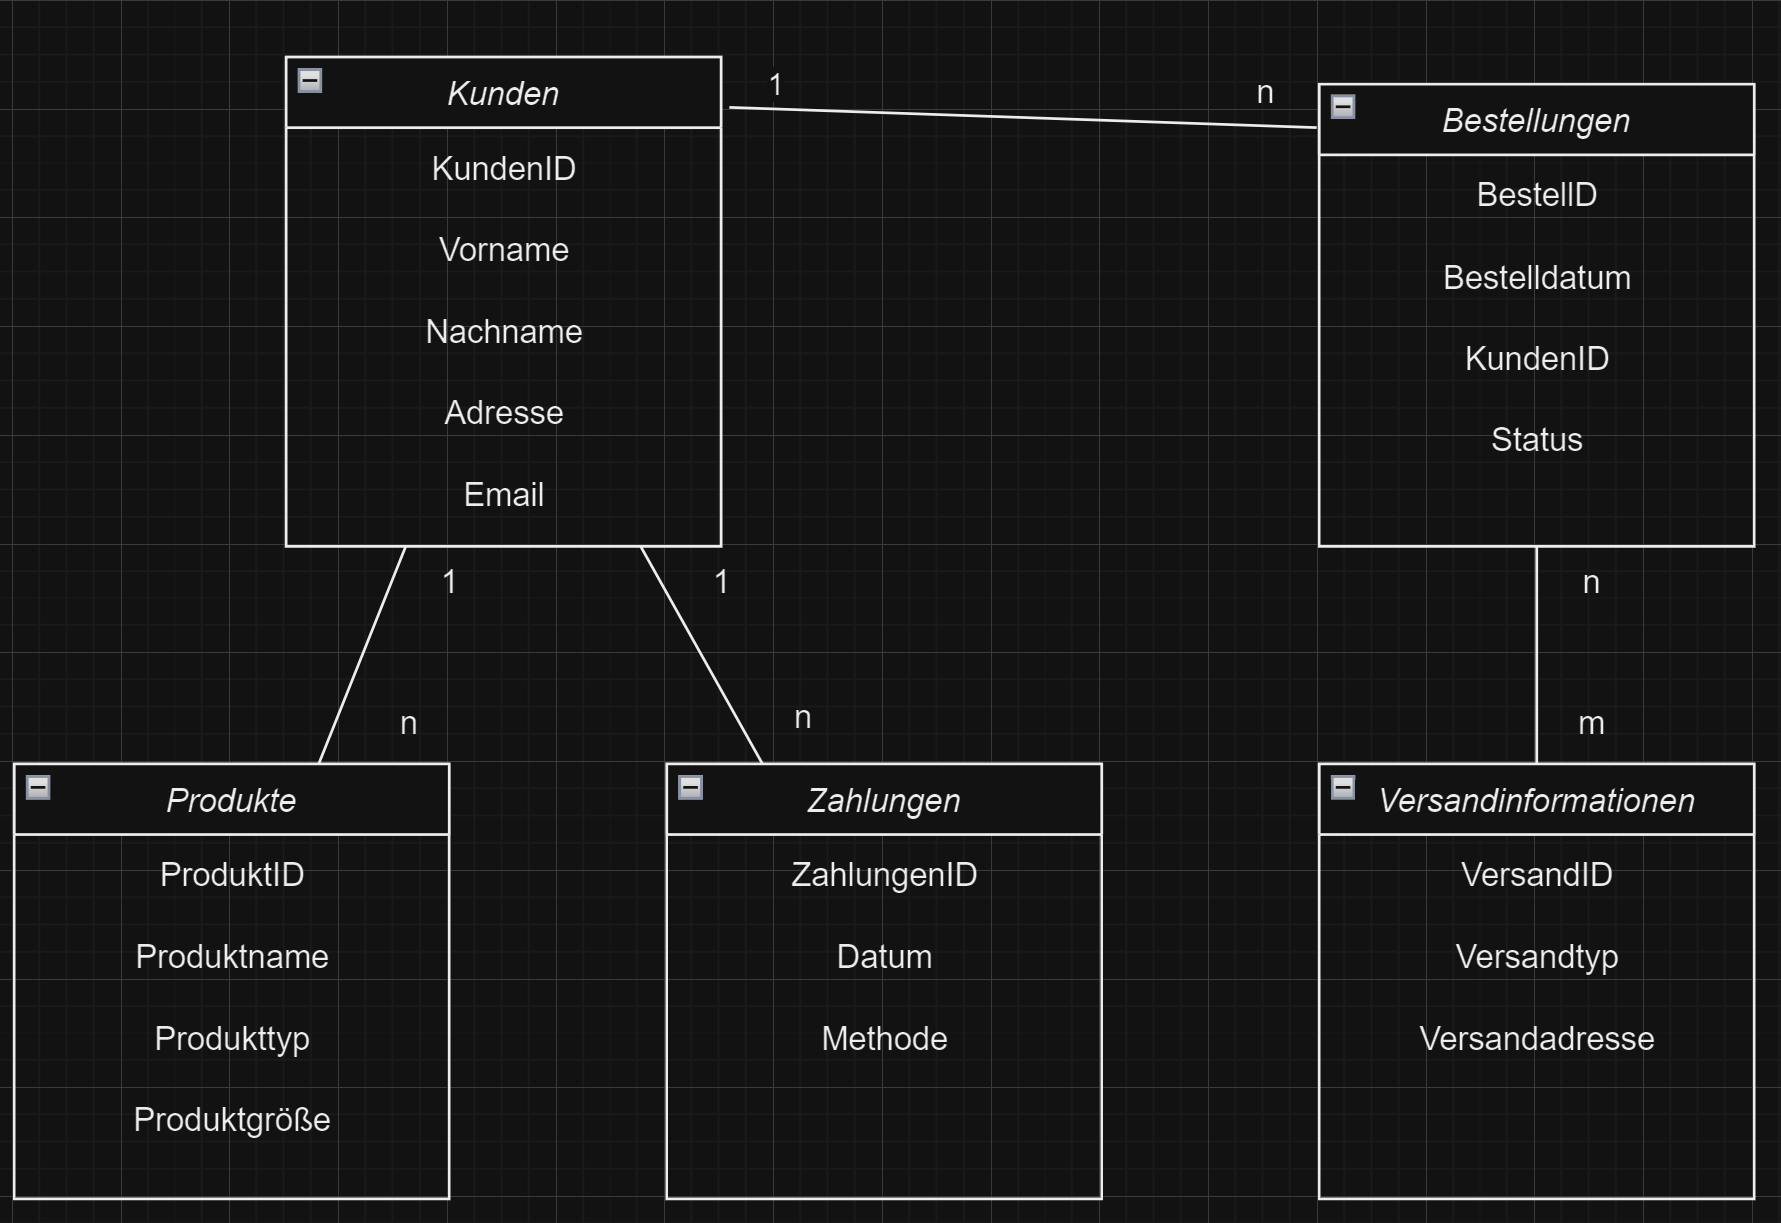 Kunden
KundenID
Vorname
Nachname
Adresse
Email
1
n
Bestellungen
BestellID
Bestelldatum
KundenID
Status
1
n
1
n
n
m
Produkte
ProduktID
Produktname
Produkttyp
Produktgröße
Zahlungen
ZahlungenID
Datum
Methode
Versandinformationen
VersandID
Versandtyp
Versandadresse